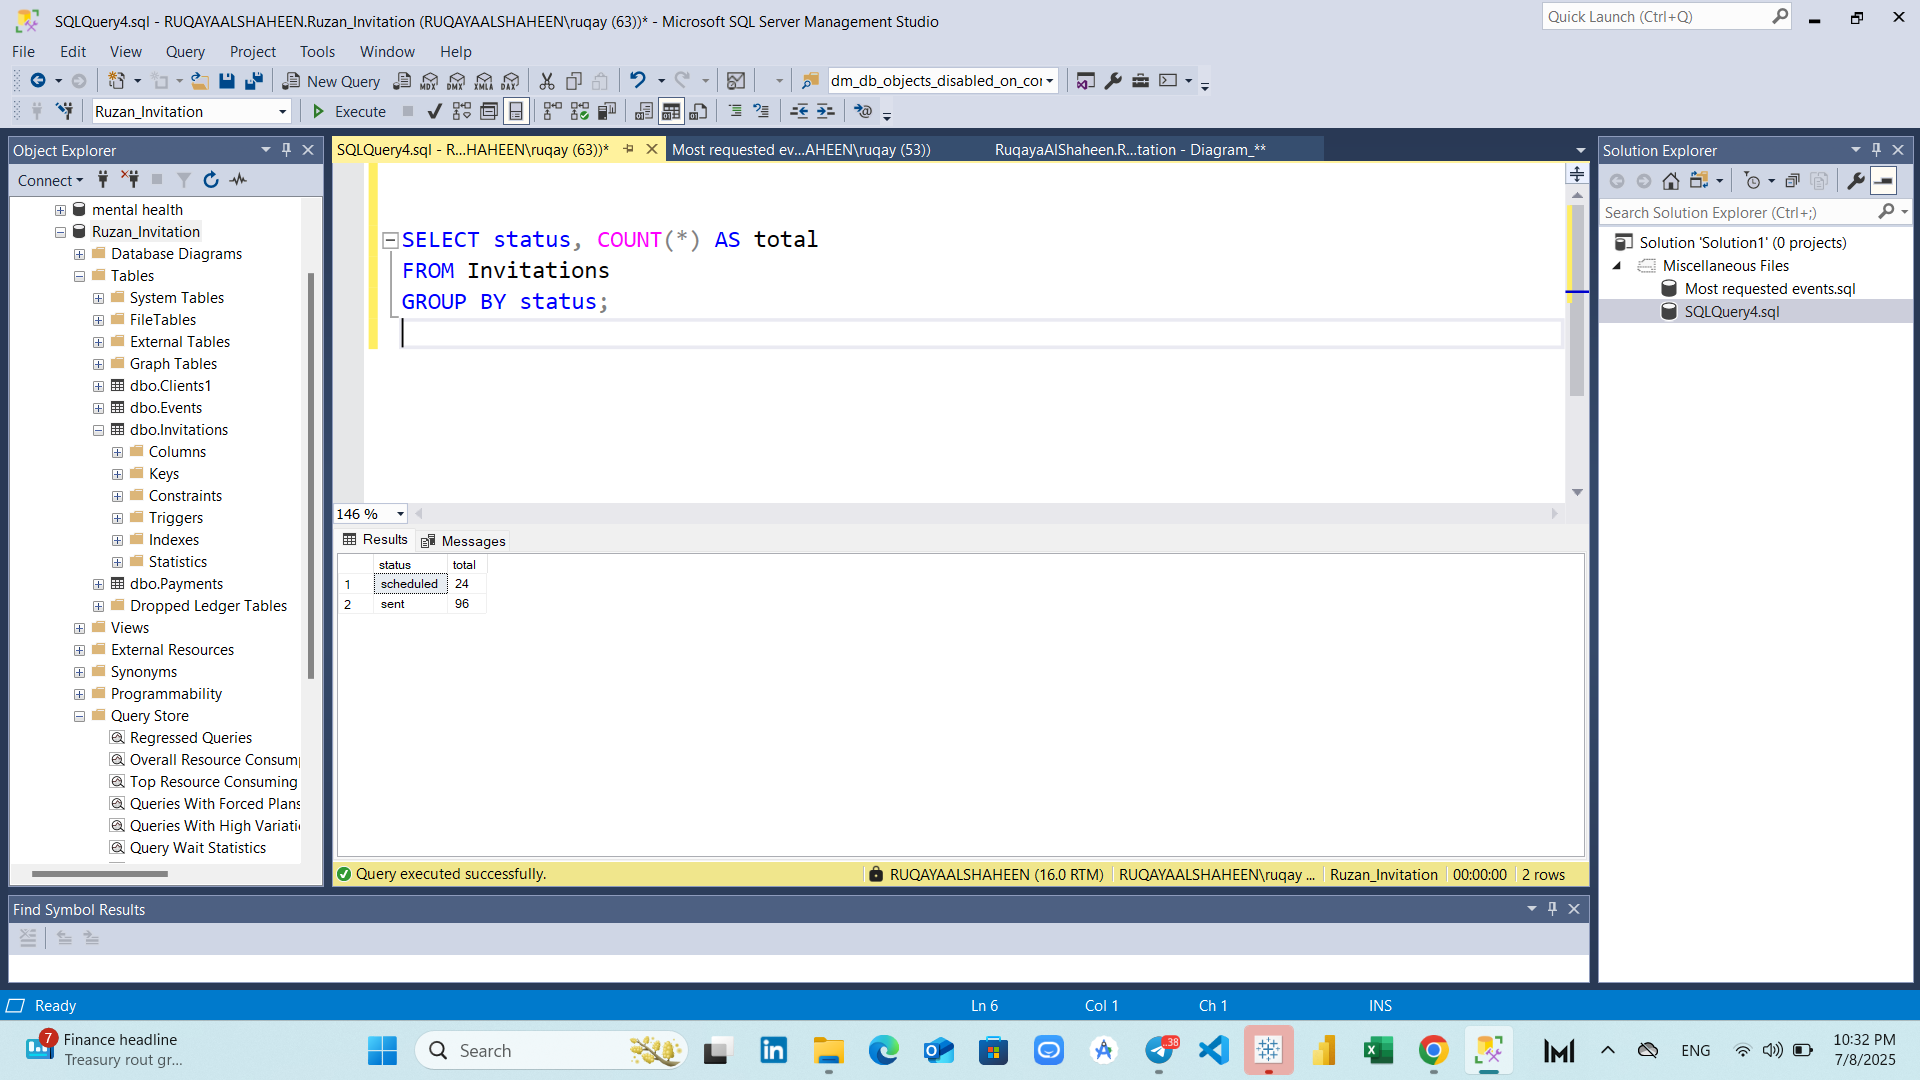 SQLQuery4.sql - RUQAYAALSHAHEEN.Ruzan_Invitation (RUQAYAALSHAHEEN\ruqay (63))* - Microsoft SQL Server Management Studio
Quick Launch (Ctrl+Q)
File Edit View Query Project Tools Window Help
New Query
MDX DMX XMLA DAX
dm_db_objects_disabled_on_cor
Ruzan_Invitation
Execute
Object Explorer
Connect
mental health
Ruzan_Invitation
Database Diagrams
Tables
System Tables
FileTables
External Tables
Graph Tables
dbo.Clients1
dbo.Events
dbo.Invitations
Columns
Keys
Constraints
Triggers
Indexes
Statistics
dbo.Payments
Dropped Ledger Tables
Views
External Resources
Synonyms
Programmability
Query Store
Regressed Queries
Overall Resource Consump
Top Resource Consuming
Queries With Forced Plans
Queries With High Variatio
Query Wait Statistics
SQLQuery4.sql - R...HAHEEN\ruqay (63))*
Most requested ev...AHEEN\ruqay (53))
RuqayaAlShaheen.R...tation - Diagram_**
SELECT status, COUNT(*) AS total
FROM Invitations
GROUP BY status;
146 %
Results Messages
status total
1 scheduled 24
2 sent 96
Query executed successfully.
RUQAYAALSHAHEEN (16.0 RTM)
RUQAYAALSHAHEEN\ruqay ...
Ruzan_Invitation
00:00:00
2 rows
Solution Explorer
Search Solution Explorer (Ctrl+;)
Solution 'Solution1' (0 projects)
Miscellaneous Files
Most requested events.sql
SQLQuery4.sql
Find Symbol Results
Ready
Ln 6
Col 1
Ch 1
INS
7
Finance headline
Treasury rout gr...
Search
..38
ENG
10:32 PM
7/8/2025